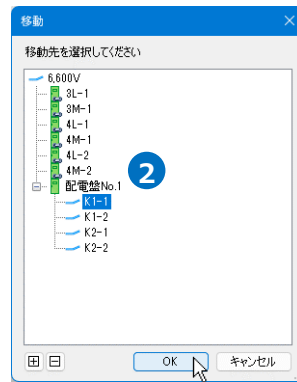 移動
移動先を選択してください
6,600V
3L-1
3M-1
4L-1
4M-1
4L-2
4M-2
2
配電盤No.1
K1-1
K1-2
K2-1
K2-2
OK
キャンセル